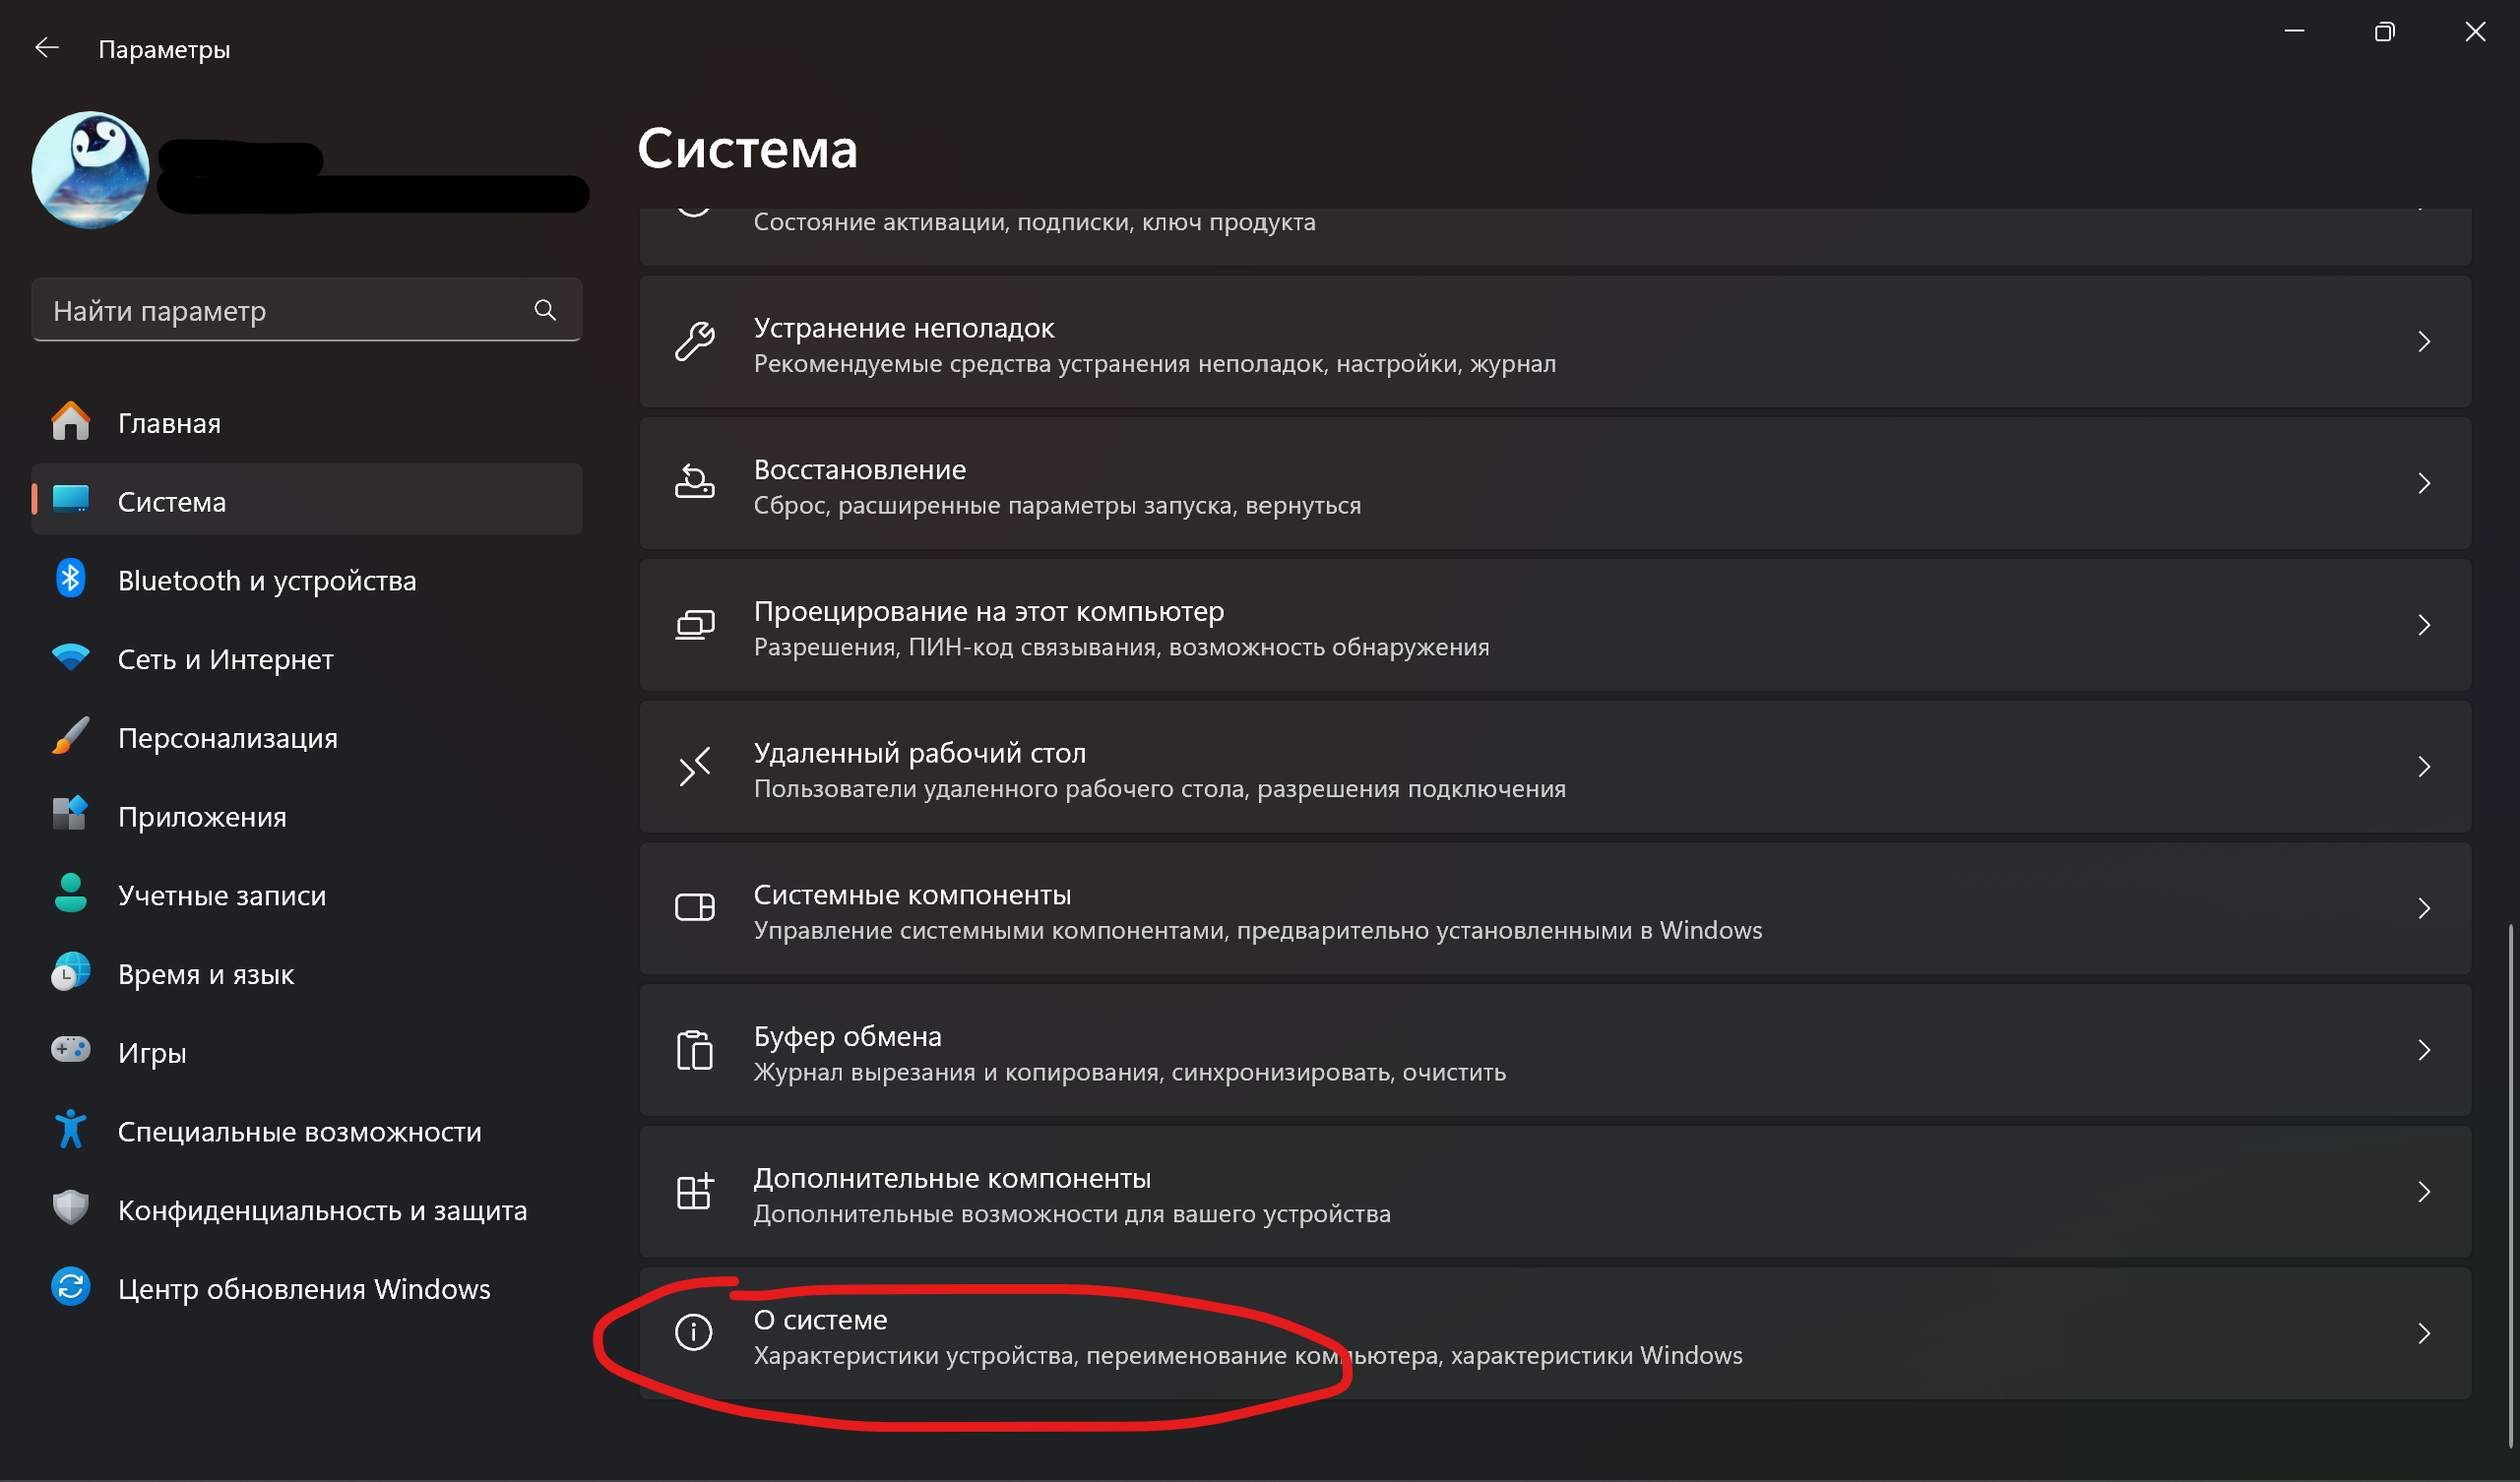 Параметры
Найти параметр
Главная
Система
Bluetooth и устройства
Сеть и Интернет
Персонализация
Приложения
Учетные записи
Время и язык
Игры
Специальные возможности
Конфиденциальность и защита
Центр обновления Windows
Система
Состояние активации, подписки, ключ продукта
Устранение неполадок
Рекомендуемые средства устранения неполадок, настройки, журнал
Восстановление
Сброс, расширенные параметры запуска, вернуться
Проецирование на этот компьютер
Разрешения, ПИН-код связывания, возможность обнаружения
Удаленный рабочий стол
Пользователи удаленного рабочего стола, разрешения подключения
Системные компоненты
Управление системными компонентами, предварительно установленными в Windows
Буфер обмена
Журнал вырезания и копирования, синхронизировать, очистить
Дополнительные компоненты
Дополнительные возможности для вашего устройства
О системе
Характеристики устройства, переименование компьютера, характеристики Windows